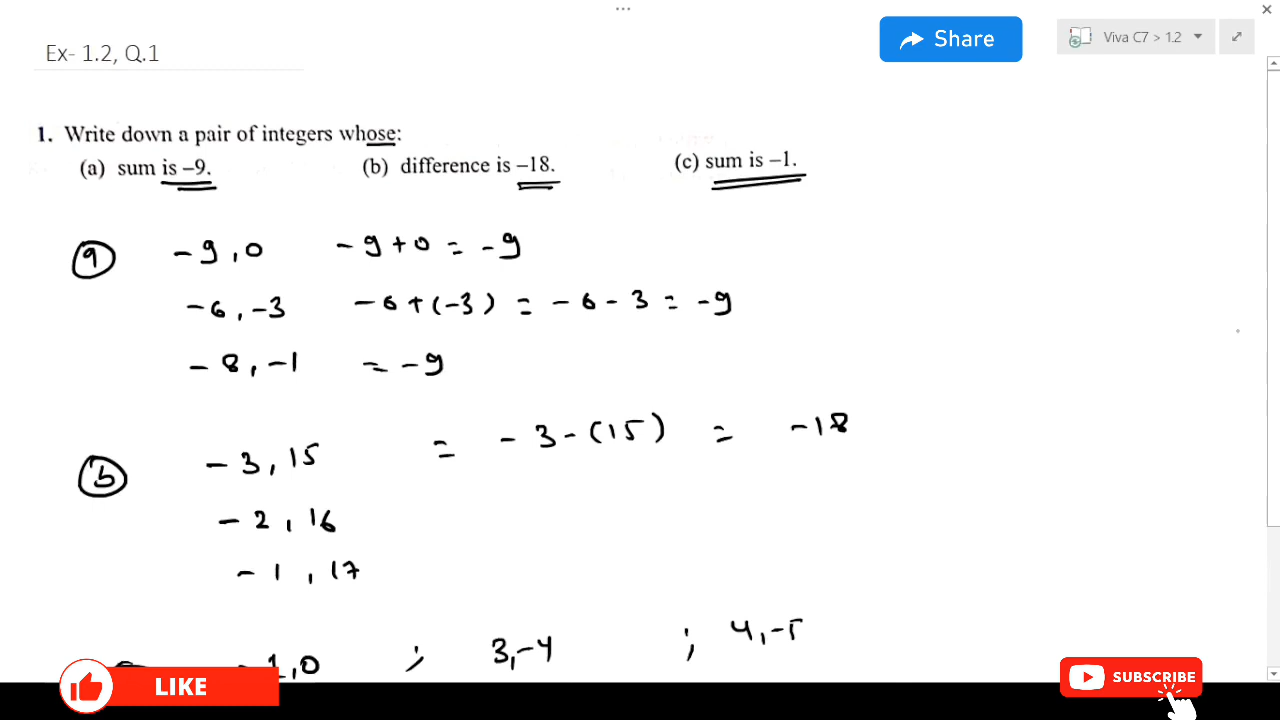 Ex- 1.2, Q.1
Share
Viva C7 > 1.2
1. Write down a pair of integers whose:
(a) sum is –9. (b) difference is –18. (c) sum is –1.
a -9, 0 -9+0 = -9
-6, -3 -6+(-3) = -6-3 = -9
-8, -1 = -9
b -3, 15 = -3-(15) = -18
-2, 16
-1, 17
-1, 0 ; 3, -4 ; 4, -5
LIKE
SUBSCRIBE